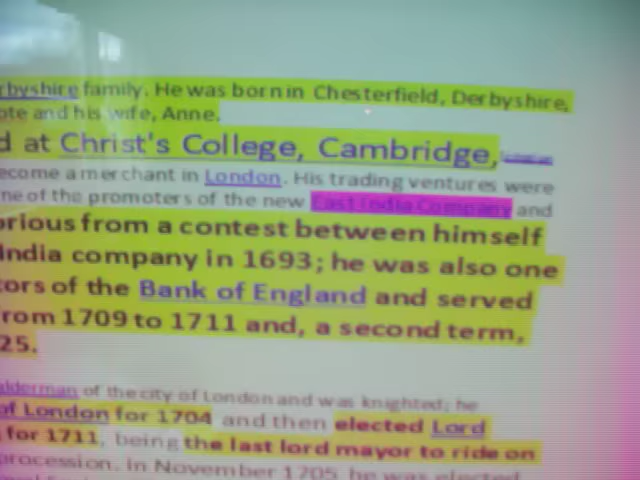 rbyshire family. He was born in Chesterfield, Derbyshire,
ote and his wife, Anne.
d at Christ's College, Cambridge,
ecome a merchant in London. His trading ventures were
ne of the promoters of the new East India Company and
orious from a contest between himself
India company in 1693; he was also one
tors of the Bank of England and served
rom 1709 to 1711 and, a second term,
25.
alderman of the city of London and was knighted; he
of London for 1704 and then elected Lord
for 1711, being the last lord mayor to ride on
procession. In November 1705 he was elected